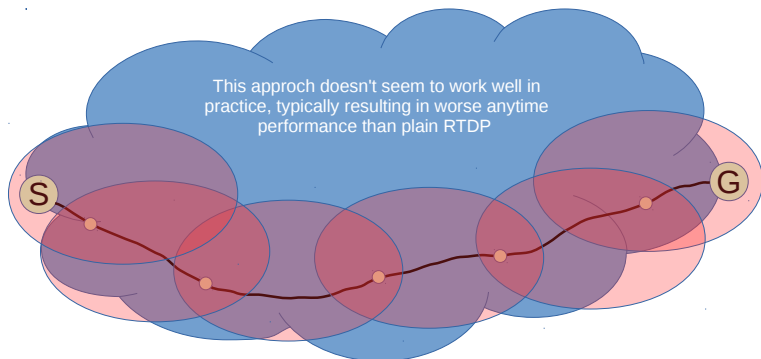 This approch doesn't seem to work well in
practice, typically resulting in worse anytime
performance than plain RTDP
S
G